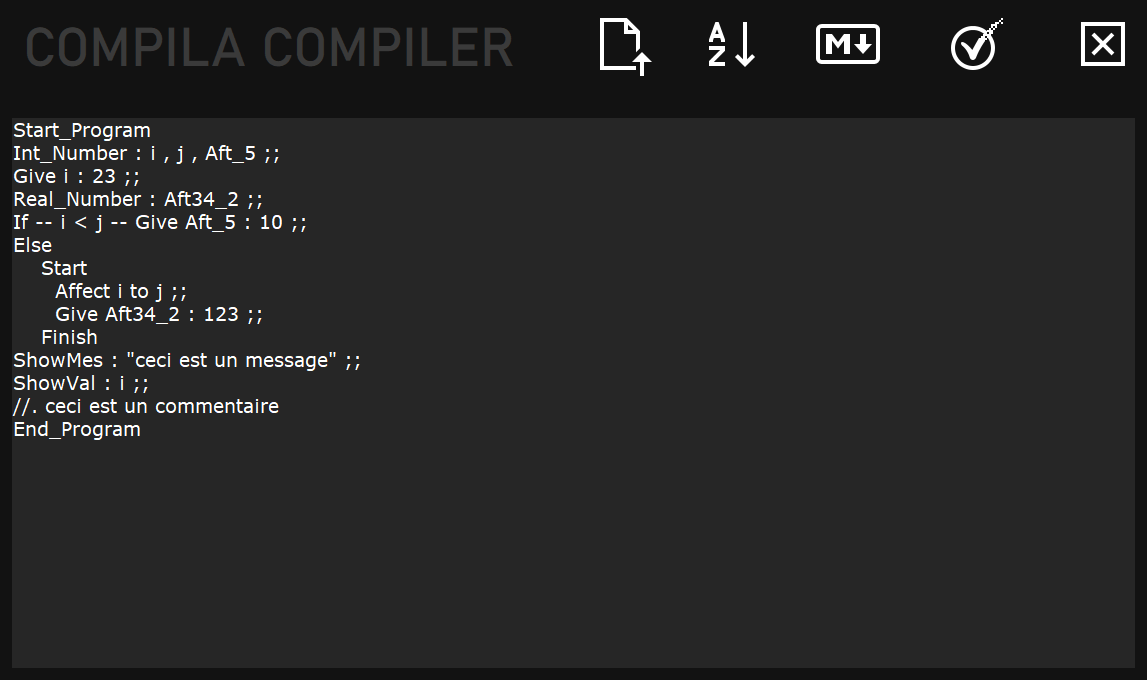 COMPILA COMPILER
A
Z
M
Start_Program
Int_Number : i , j , Aft_5 ;;
Give i : 23 ;;
Real_Number : Aft34_2 ;;
If -- i < j -- Give Aft_5 : 10 ;;
Else
Start
Affect i to j ;;
Give Aft34_2 : 123 ;;
Finish
ShowMes : "ceci est un message" ;;
ShowVal : i ;;
//. ceci est un commentaire
End_Program